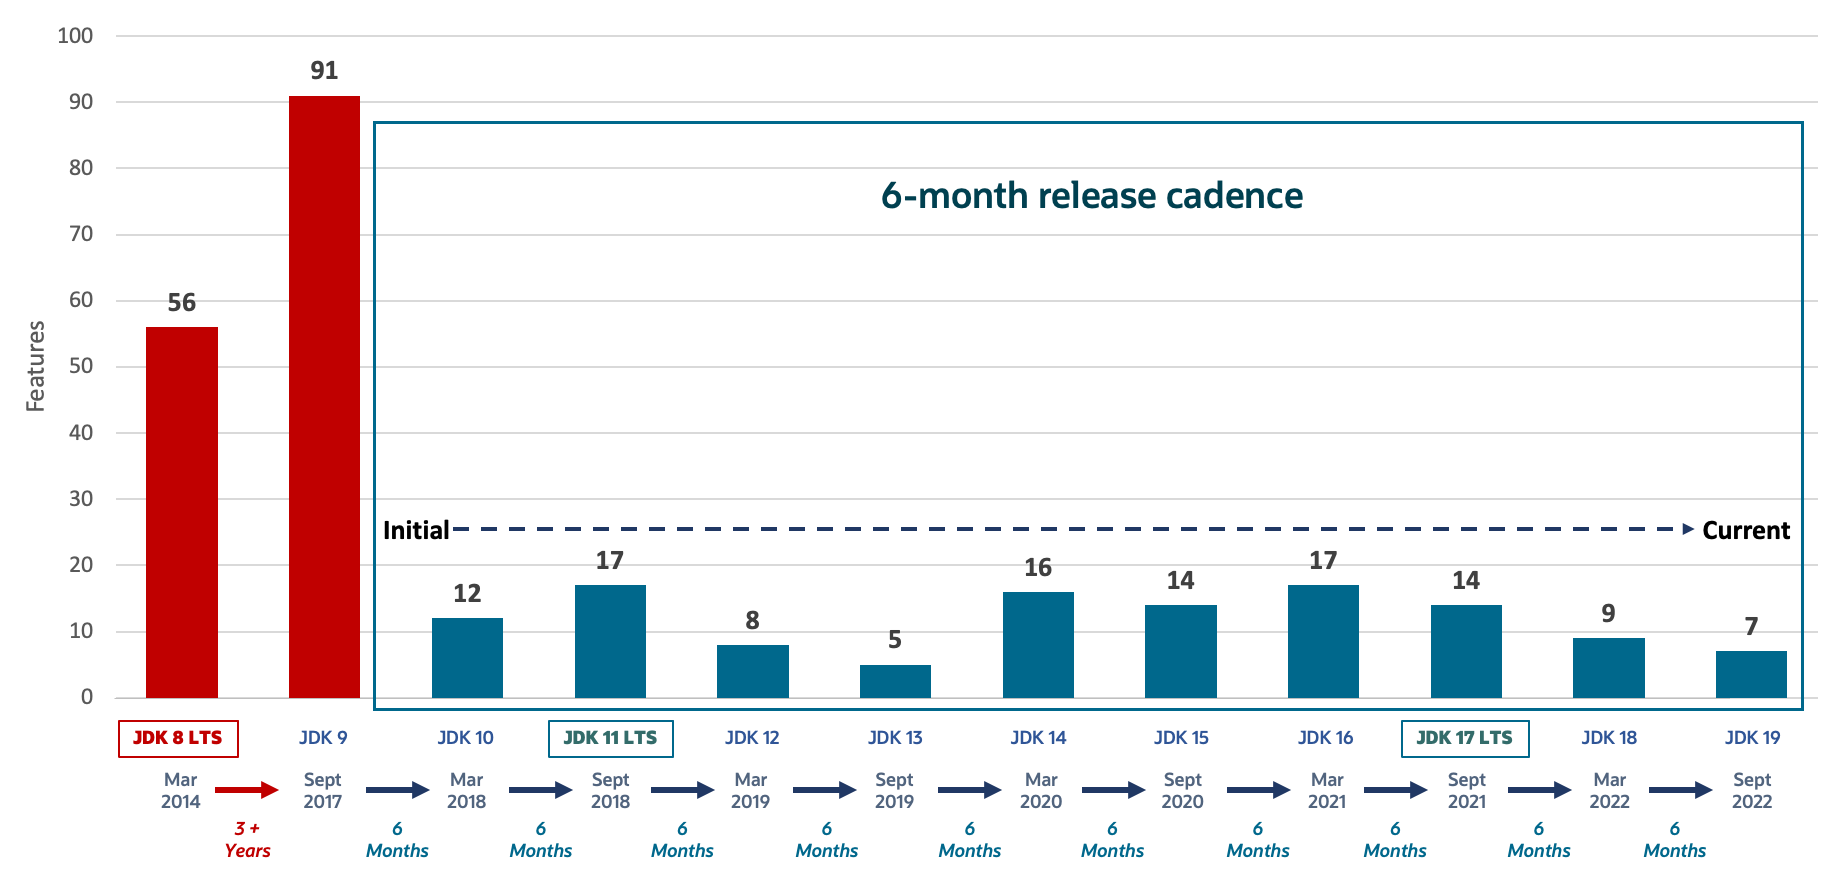 100
90
80
70
60
50
40
30
20
10
0
Features
56
91
6-month release cadence
Initial
Current
12
17
8
5
16
14
17
14
9
7
JDK 8 LTS
JDK 9
JDK 10
JDK 11 LTS
JDK 12
JDK 13
JDK 14
JDK 15
JDK 16
JDK 17 LTS
JDK 18
JDK 19
Mar
2014
Sept
2017
Mar
2018
Sept
2018
Mar
2019
Sept
2019
Mar
2020
Sept
2020
Mar
2021
Sept
2021
Mar
2022
Sept
2022
3 +
Years
6
Months
6
Months
6
Months
6
Months
6
Months
6
Months
6
Months
6
Months
6
Months
6
Months